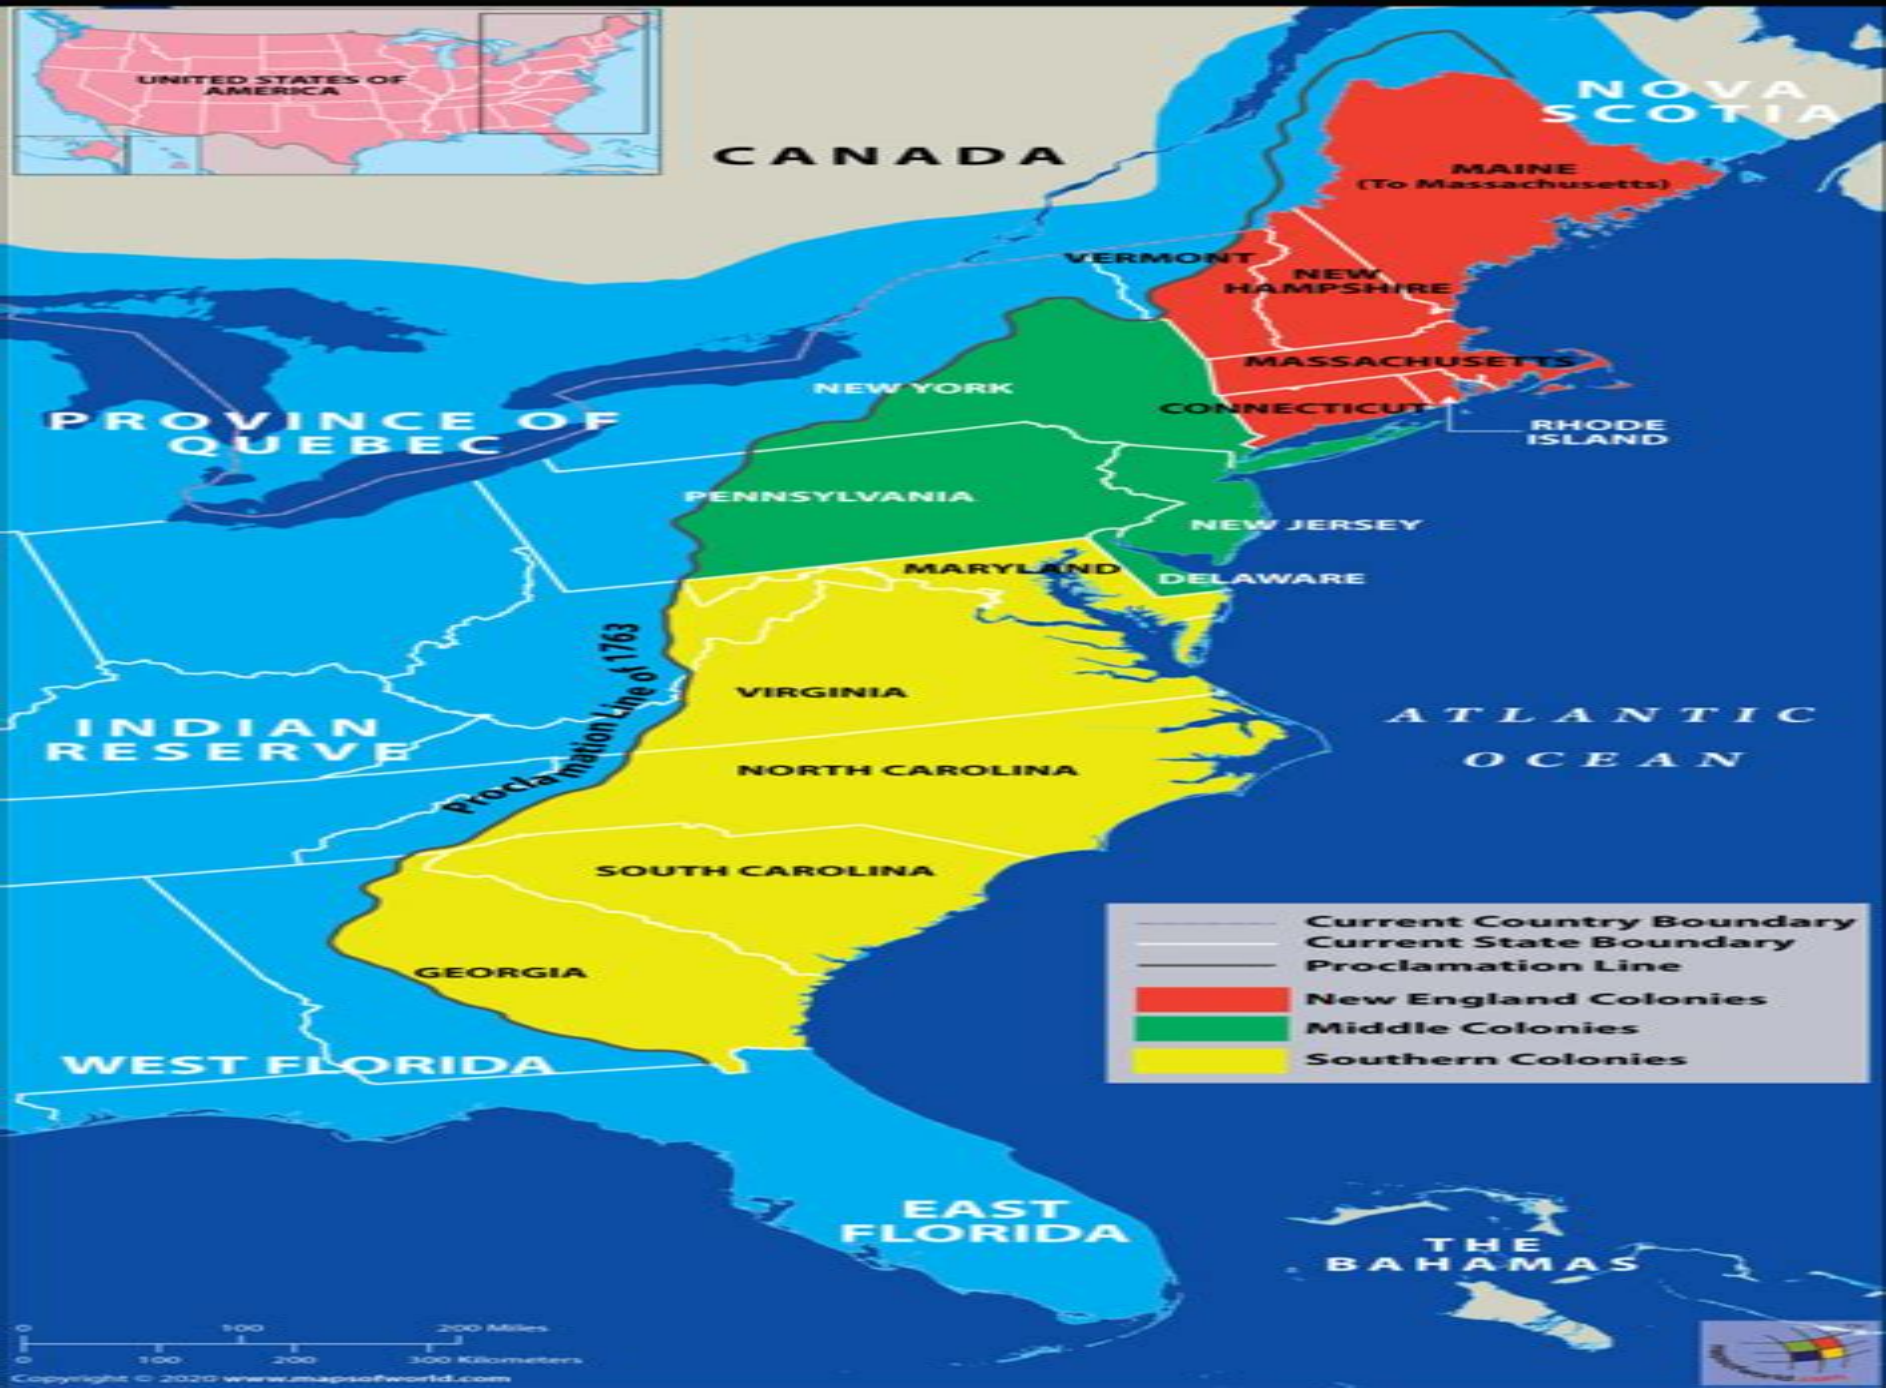 UNITED STATES OF
AMERICA
CANADA
NOVA
SCOTIA
MAINE
(To Massachusetts)
VERMONT
NEW
HAMPSHIRE
MASSACHUSETTS
NEW YORK
CONNECTICUT
RHODE
ISLAND
PROVINCE OF
QUEBEC
PENNSYLVANIA
NEW JERSEY
MARYLAND
DELAWARE
Proclamation Line of 1763
VIRGINIA
INDIAN
RESERVE
ATLANTIC
OCEAN
NORTH CAROLINA
SOUTH CAROLINA
GEORGIA
Current Country Boundary
Current State Boundary
Proclamation Line
New England Colonies
Middle Colonies
Southern Colonies
WEST FLORIDA
EAST
FLORIDA
THE
BAHAMAS
0 100 200 Miles
0 100 200 300 Kilometers
Copyright © 2020 www.mapsofworld.com